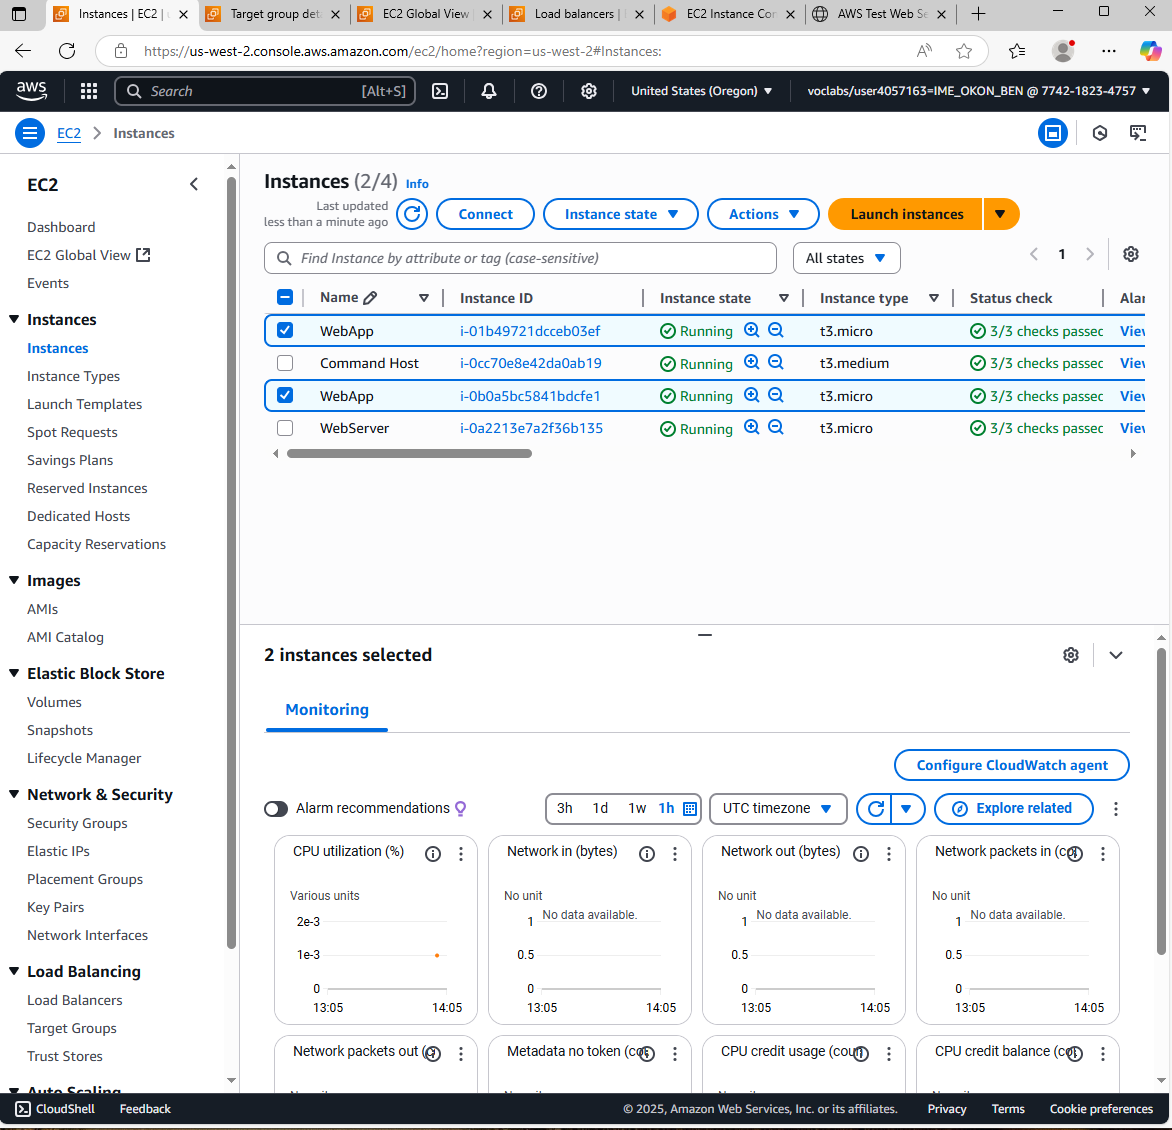 Instances | EC2 | u
Target group deta
EC2 Global View
Load balancers |
EC2 Instance Con
AWS Test Web Se
https://us-west-2.console.aws.amazon.com/ec2/home?region=us-west-2#Instances:
aws
Search
[Alt+S]
United States (Oregon)
voclabs/user4057163=IME_OKON_BEN @ 7742-1823-4757
EC2
Instances
EC2
Dashboard
EC2 Global View
Events
Instances
Instances
Instance Types
Launch Templates
Spot Requests
Savings Plans
Reserved Instances
Dedicated Hosts
Capacity Reservations
Images
AMIs
AMI Catalog
Elastic Block Store
Volumes
Snapshots
Lifecycle Manager
Network & Security
Security Groups
Elastic IPs
Placement Groups
Key Pairs
Network Interfaces
Load Balancing
Load Balancers
Target Groups
Trust Stores
Auto Scaling
Instances (2/4) Info
Last updated
less than a minute ago
Connect
Instance state
Actions
Launch instances
Find Instance by attribute or tag (case-sensitive)
All states
1
Name Instance ID Instance state Instance type Status check Alar
WebApp i-01b49721dcceb03ef Running t3.micro 3/3 checks passec View
Command Host i-0cc70e8e42da0ab19 Running t3.medium 3/3 checks passec View
WebApp i-0b0a5bc5841bdcfe1 Running t3.micro 3/3 checks passec View
WebServer i-0a2213e7a2f36b135 Running t3.micro 3/3 checks passec View
2 instances selected
Monitoring
Configure CloudWatch agent
Alarm recommendations
3h 1d 1w 1h
UTC timezone
Explore related
CPU utilization (%)
Various units
2e-3
1e-3
0
13:05 14:05
Network in (bytes)
No unit
1 No data available.
0.5
0
13:05 14:05
Network out (bytes)
No unit
1 No data available.
0.5
0
13:05 14:05
Network packets in (co
No unit
1 No data available.
0.5
0
13:05 14:05
Network packets out (c
Metadata no token (co
CPU credit usage (coun
CPU credit balance (co
CloudShell
Feedback
© 2025, Amazon Web Services, Inc. or its affiliates.
Privacy
Terms
Cookie preferences